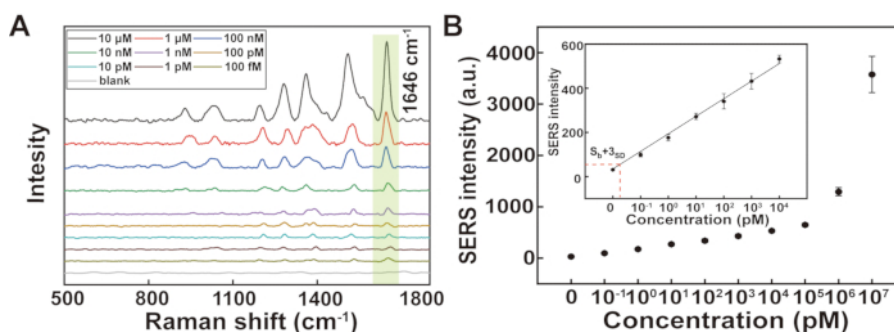 A
10 µM 1 µM 100 nM
10 nM 1 nM 100 pM
10 pM 1 pM 100 fM
blank
1646 cm⁻¹
Intesity
500 800 1100 1400 1800
Raman shift (cm⁻¹)
B
SERS intensity (a.u.)
4000
3000
2000
1000
0
0 10⁻¹ 10⁰ 10¹ 10² 10³ 10⁴ 10⁵ 10⁶ 10⁷
Concentration (pM)
SERS intensity
600
400
200
0
S_b+3_SD
0 10⁻¹ 10⁰ 10¹ 10² 10³ 10⁴
Concentration (pM)